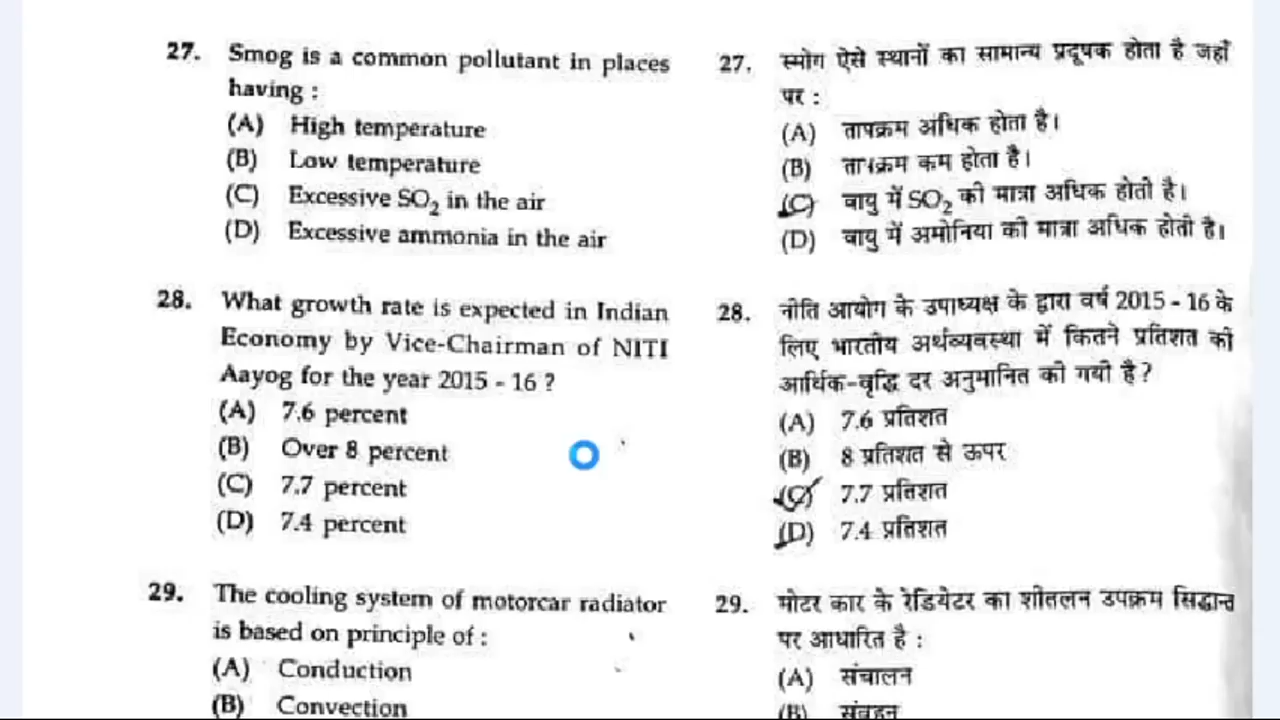 27. Smog is a common pollutant in places
having :
(A) High temperature
(B) Low temperature
(C) Excessive SO2 in the air
(D) Excessive ammonia in the air
28. What growth rate is expected in Indian
Economy by Vice-Chairman of NITI
Aayog for the year 2015 - 16 ?
(A) 7.6 percent
(B) Over 8 percent
(C) 7.7 percent
(D) 7.4 percent
29. The cooling system of motorcar radiator
is based on principle of :
(A) Conduction
(B) Convection
27. स्मोग ऐसे स्थानों का सामान्य प्रदूषक होता है जहाँ
पर :
(A) तापक्रम अधिक होता है।
(B) तापक्रम कम होता है।
(C) वायु में SO2 की मात्रा अधिक होती है।
(D) वायु में अमोनिया की मात्रा अधिक होती है।
28. नीति आयोग के उपाध्यक्ष के द्वारा वर्ष 2015 - 16 के
लिए भारतीय अर्थव्यवस्था में कितने प्रतिशत की
आर्थिक-वृद्धि दर अनुमानित की गयी है ?
(A) 7.6 प्रतिशत
(B) 8 प्रतिशत से ऊपर
(C) 7.7 प्रतिशत
(D) 7.4 प्रतिशत
29. मोटर कार के रेडियेटर का शीतलन उपक्रम सिद्धान्त
पर आधारित है :
(A) संचालन
(B) संवहन